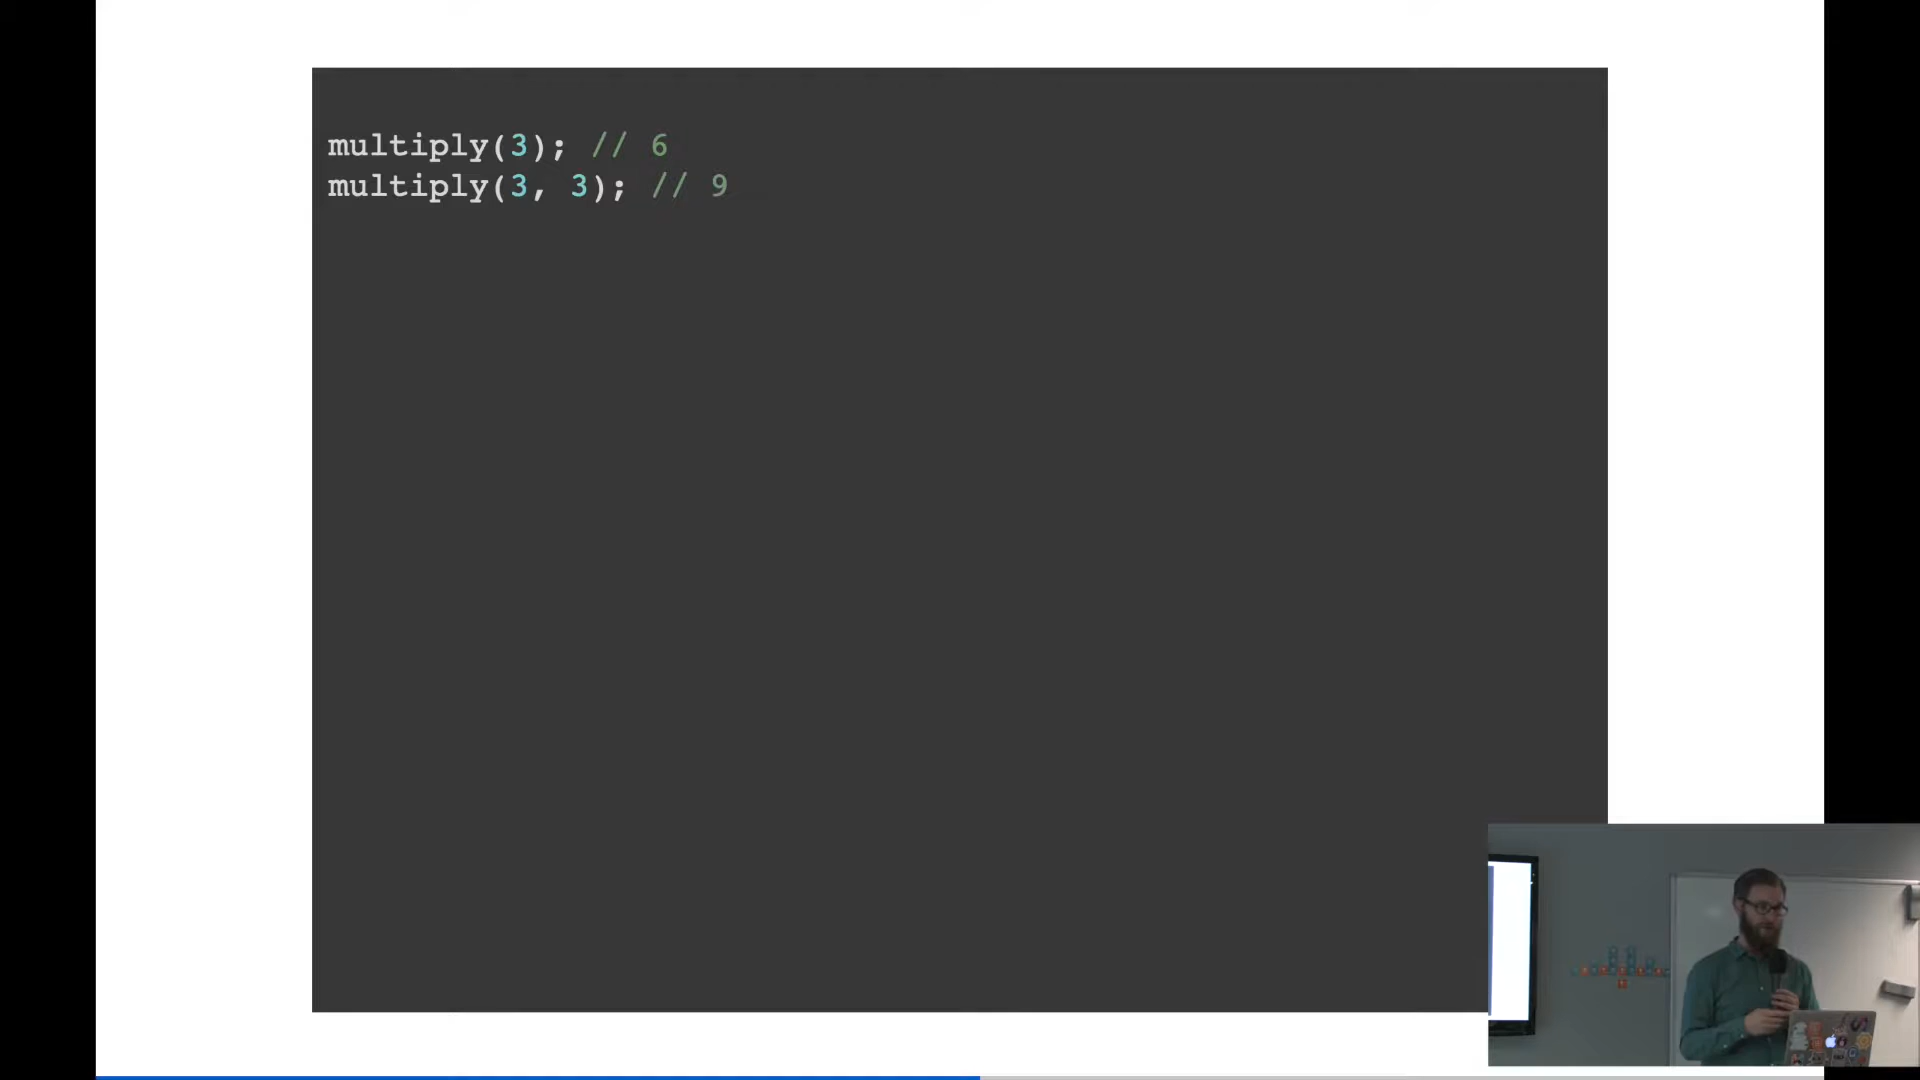 multiply(3); // 6
multiply(3, 3); // 9